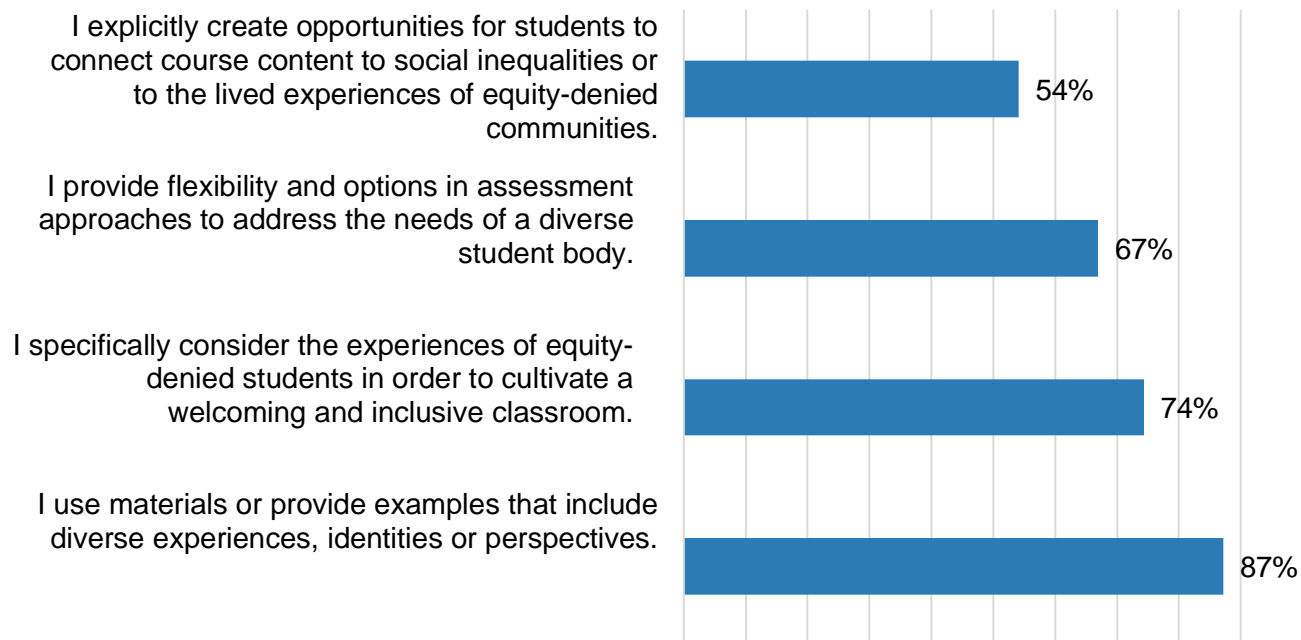 I explicitly create opportunities for students to
connect course content to social inequalities or
to the lived experiences of equity-denied
communities.
54%
I provide flexibility and options in assessment
approaches to address the needs of a diverse
student body.
67%
I specifically consider the experiences of equity-
denied students in order to cultivate a
welcoming and inclusive classroom.
74%
I use materials or provide examples that include
diverse experiences, identities or perspectives.
87%